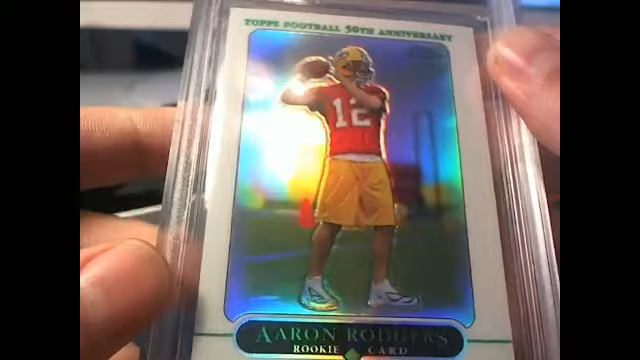 TOPPS FOOTBALL 50TH ANNIVERSARY
12
AARON RODGERS
ROOKIE CARD